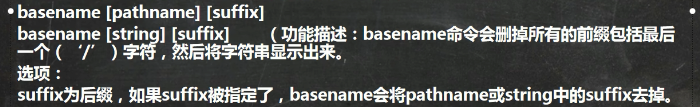 • basename [pathname] [suffix]
basename [string] [suffix] （功能描述：basename命令会删掉所有的前缀包括最后
一个（‘/’）字符，然后将字符串显示出来。
选项：
suffix为后缀，如果suffix被指定了，basename会将pathname或string中的suffix去掉。